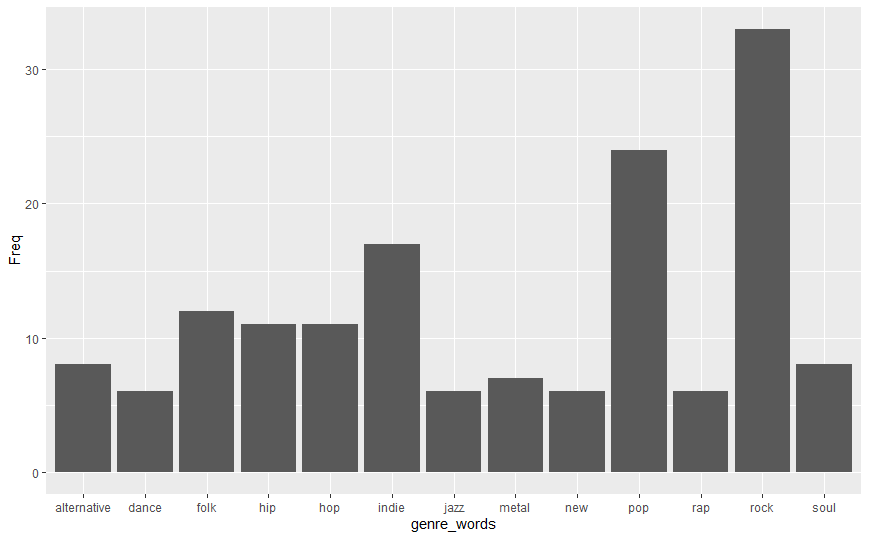 30
20
10
0
Freq
alternative dance folk hip hop indie jazz metal new pop rap rock soul
genre_words